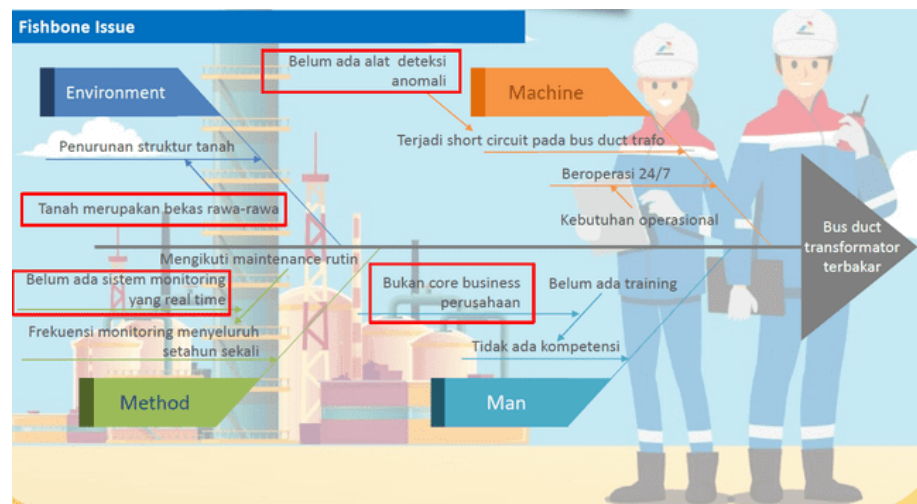 Fishbone Issue
Environment
Belum ada alat deteksi
anomali
Machine
Penurunan struktur tanah
Terjadi short circuit pada bus duct trafo
Beroperasi 24/7
Tanah merupakan bekas rawa-rawa
Kebutuhan operasional
Bus duct
transformator
terbakar
Mengikuti maintenance rutin
Belum ada sistem monitoring
yang real time
Bukan core business
perusahaan
Belum ada training
Frekuensi monitoring menyeluruh
setahun sekali
Tidak ada kompetensi
Method
Man